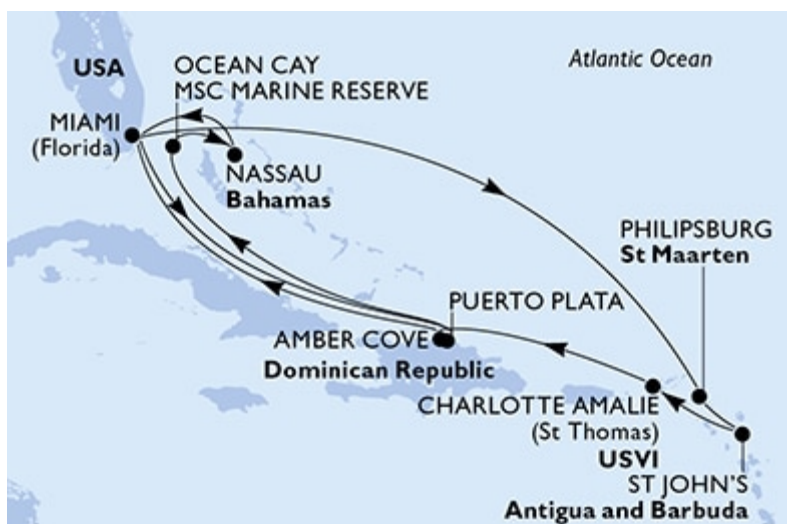 USA
Atlantic Ocean
OCEAN CAY
MSC MARINE RESERVE
MIAMI
(Florida)
NASSAU
Bahamas
PHILIPSBURG
St Maarten
PUERTO PLATA
AMBER COVE
Dominican Republic
CHARLOTTE AMALIE
(St Thomas)
USVI
ST JOHN'S
Antigua and Barbuda